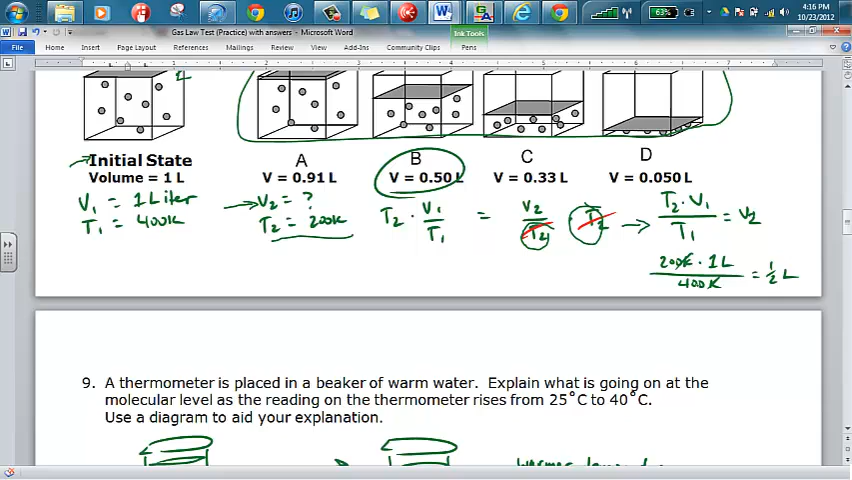 4:16 PM
63%
10/23/2012
Gas Law Test (Practice) with answers - Microsoft Word
Ink Tools
File Home Insert Page Layout References Mailings Review View Add-Ins Community Clips Pens
1
Initial State A B C D
Volume = 1 L V = 0.91 L V = 0.50 L V = 0.33 L V = 0.050 L
V1 = 1 Liter V2 = ? T2 · V1/T1 = V2/T2 T2 → T2 · V1/T1 = V2
T1 = 400K T2 = 200K
200K · 1L/400K = 1/2 L
9. A thermometer is placed in a beaker of warm water. Explain what is going on at the
molecular level as the reading on the thermometer rises from 25˚C to 40˚C.
Use a diagram to aid your explanation.